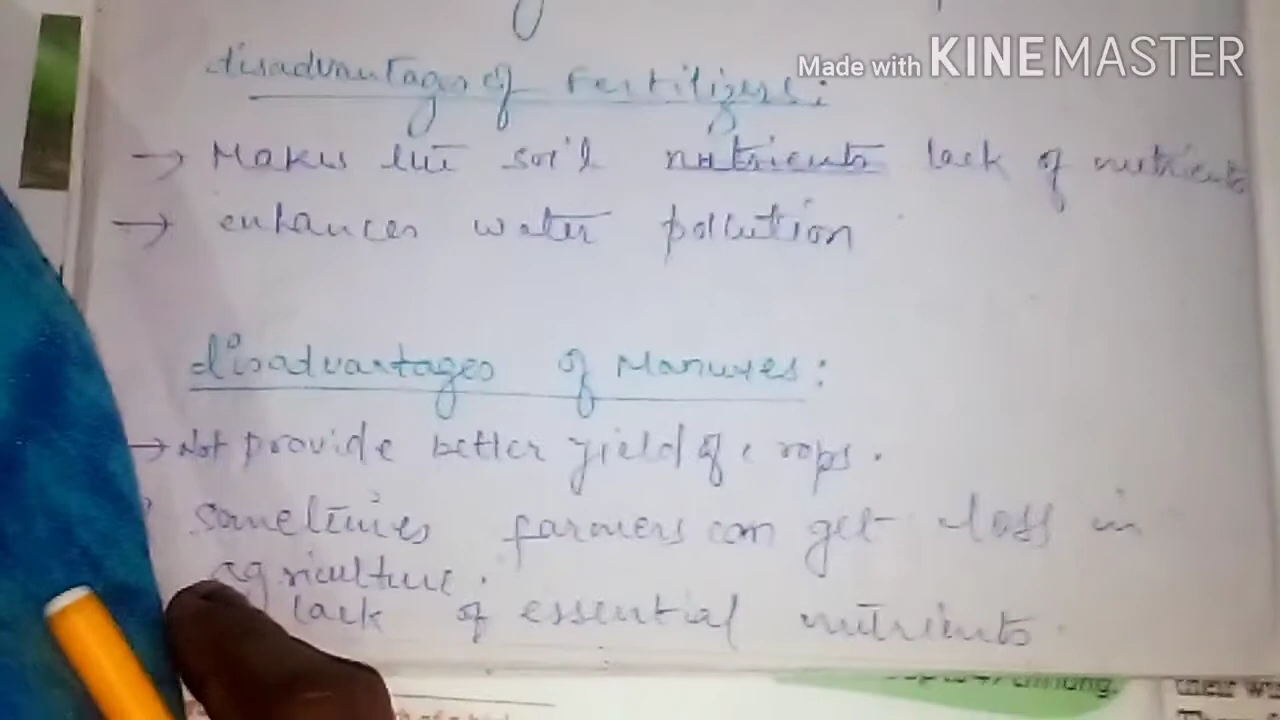 Made with KINEMASTER
disadvantages of Fertilizers:
→ Makes the soil nutrients lack of nutrients
→ enhances water pollution
disadvantages of Manures:
→ Not provide better yield of crops.
sometimes farmers can get loss in
agriculture.
lack of essential nutrients.
their